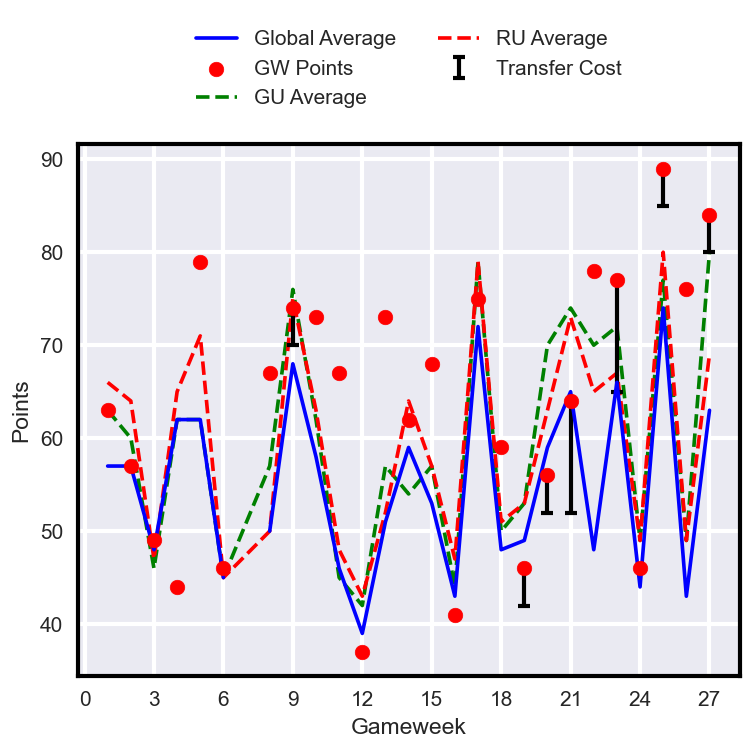 Global Average
GW Points
GU Average
RU Average
Transfer Cost
90
80
70
60
50
40
Points
0 3 6 9 12 15 18 21 24 27
Gameweek